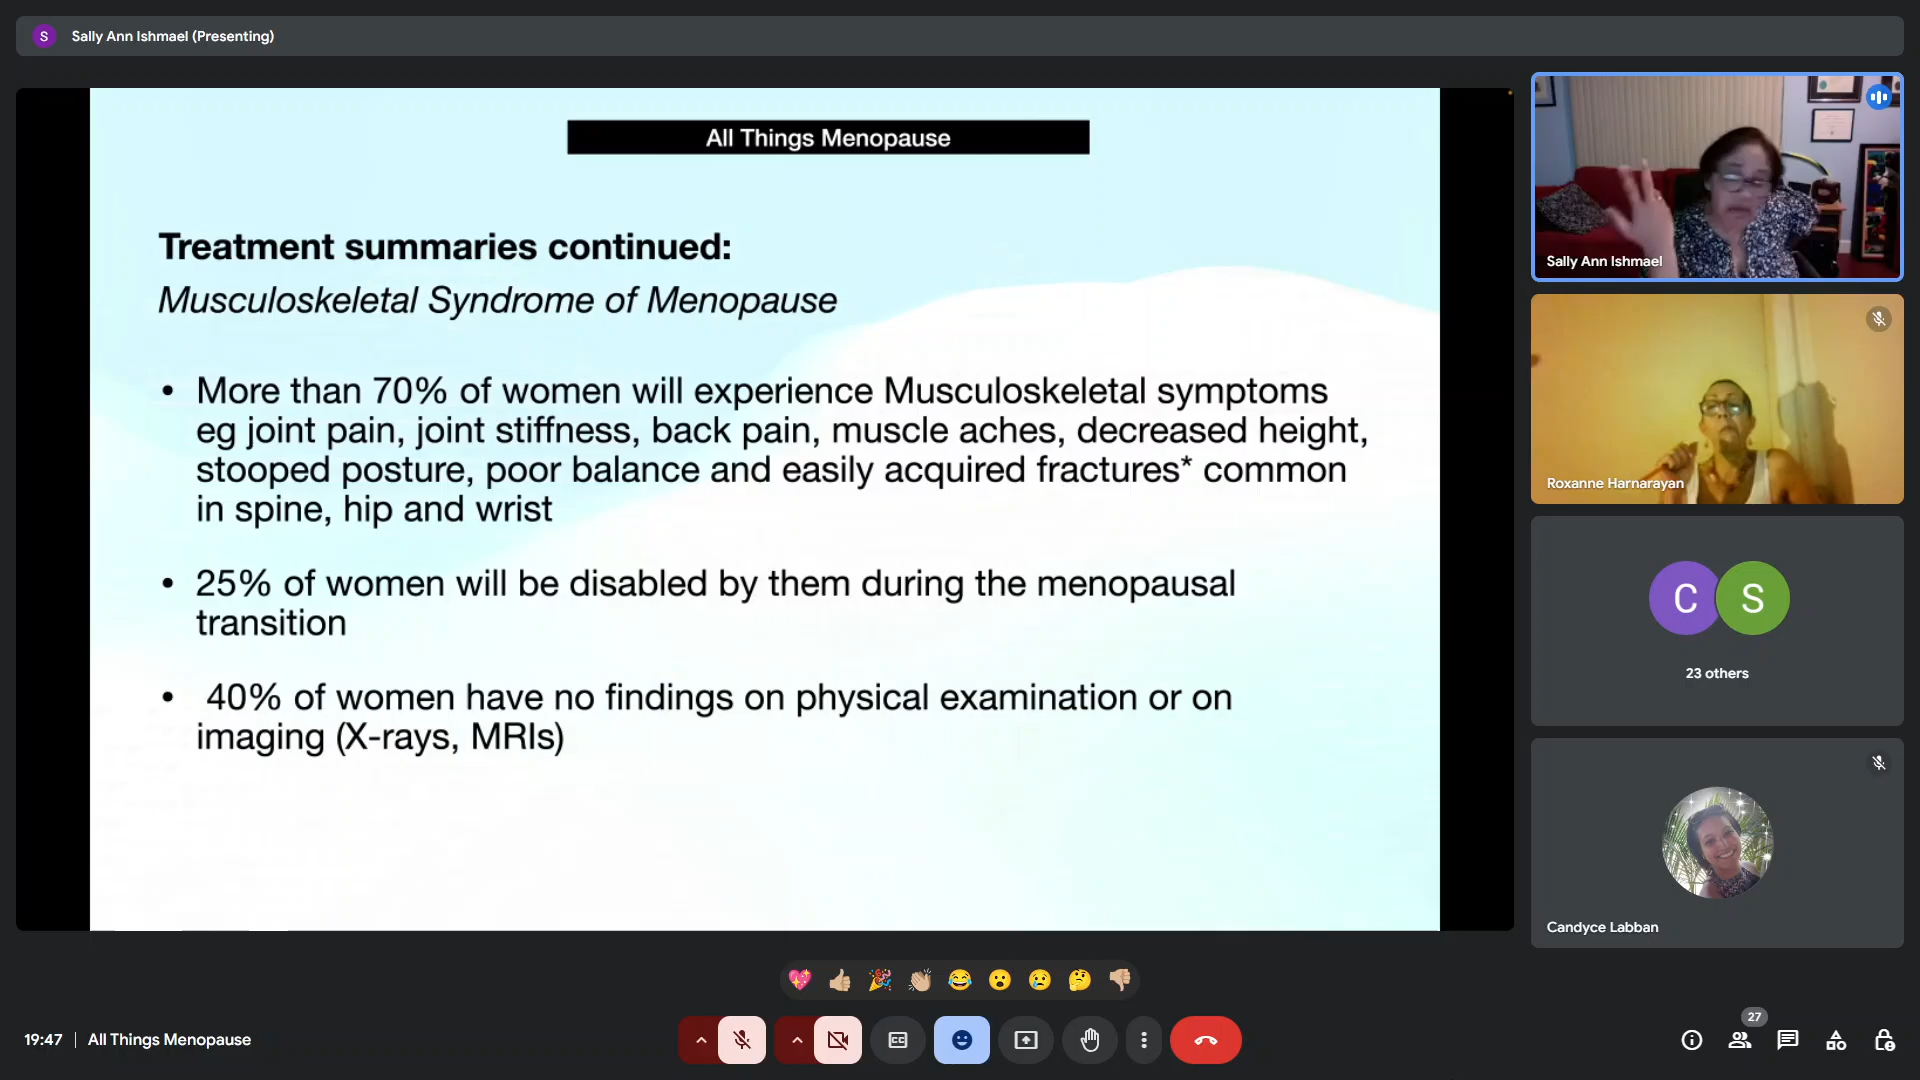 S Sally Ann Ishmael (Presenting)
All Things Menopause
Treatment summaries continued:
Musculoskeletal Syndrome of Menopause
• More than 70% of women will experience Musculoskeletal symptoms
eg joint pain, joint stiffness, back pain, muscle aches, decreased height,
stooped posture, poor balance and easily acquired fractures* common
in spine, hip and wrist
• 25% of women will be disabled by them during the menopausal
transition
• 40% of women have no findings on physical examination or on
imaging (X-rays, MRIs)
Sally Ann Ishmael
Roxanne Harnarayan
C S
23 others
Candyce Labban
19:47 | All Things Menopause
CC
27